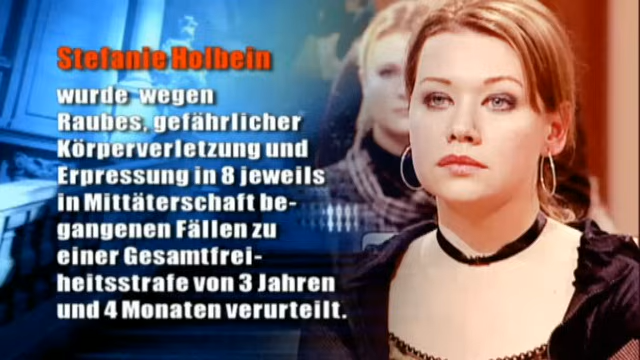 Stefanie Holbein
wurde wegen
Raubes, gefährlicher
Körperverletzung und
Erpressung in 8 jeweils
in Mittäterschaft be-
gangenen Fällen zu
einer Gesamtfrei-
heitsstrafe von 3 Jahren
und 4 Monaten verurteilt.